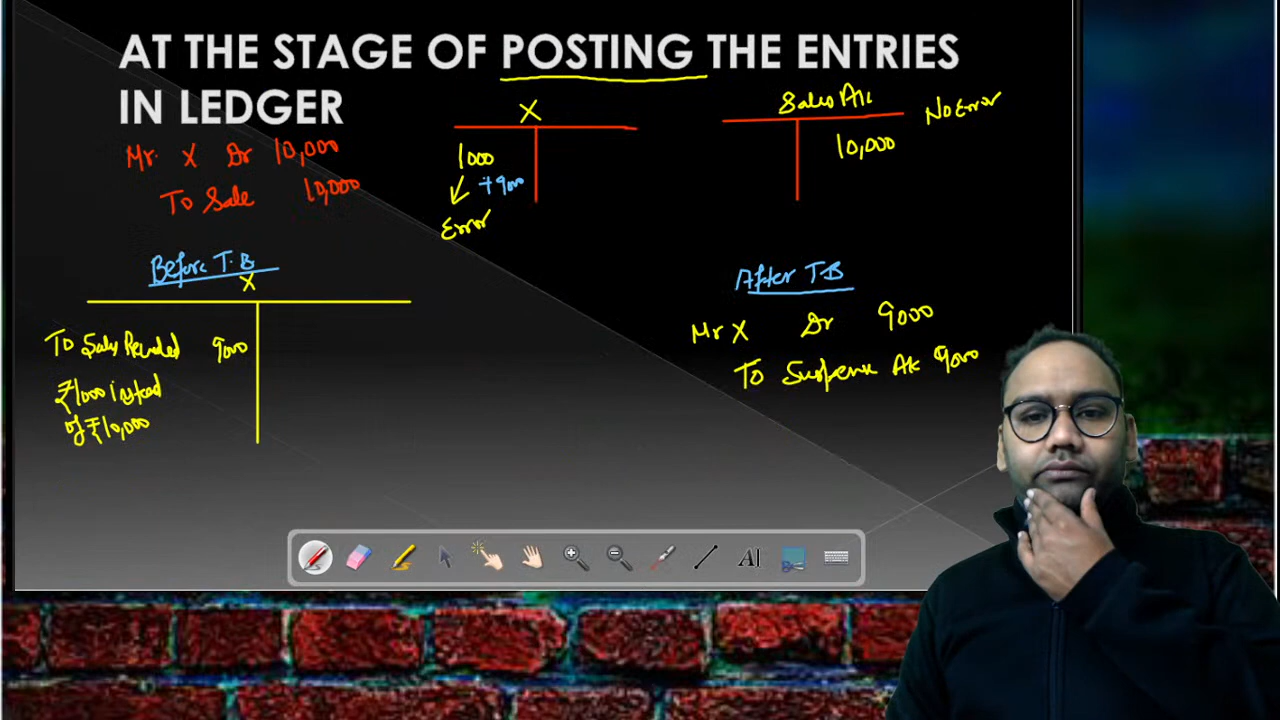 AT THE STAGE OF POSTING THE ENTRIES
IN LEDGER
Mr. X Dr 10,000
To Sale 10,000
X
1000
+9000
Error
Sales A/c
10,000
No Error
Before T.B
X
To Sales Recorded 9000
₹1000 instead
of ₹10,000
After T B
Mr X Dr 9000
To Suspense A/c 9000
A